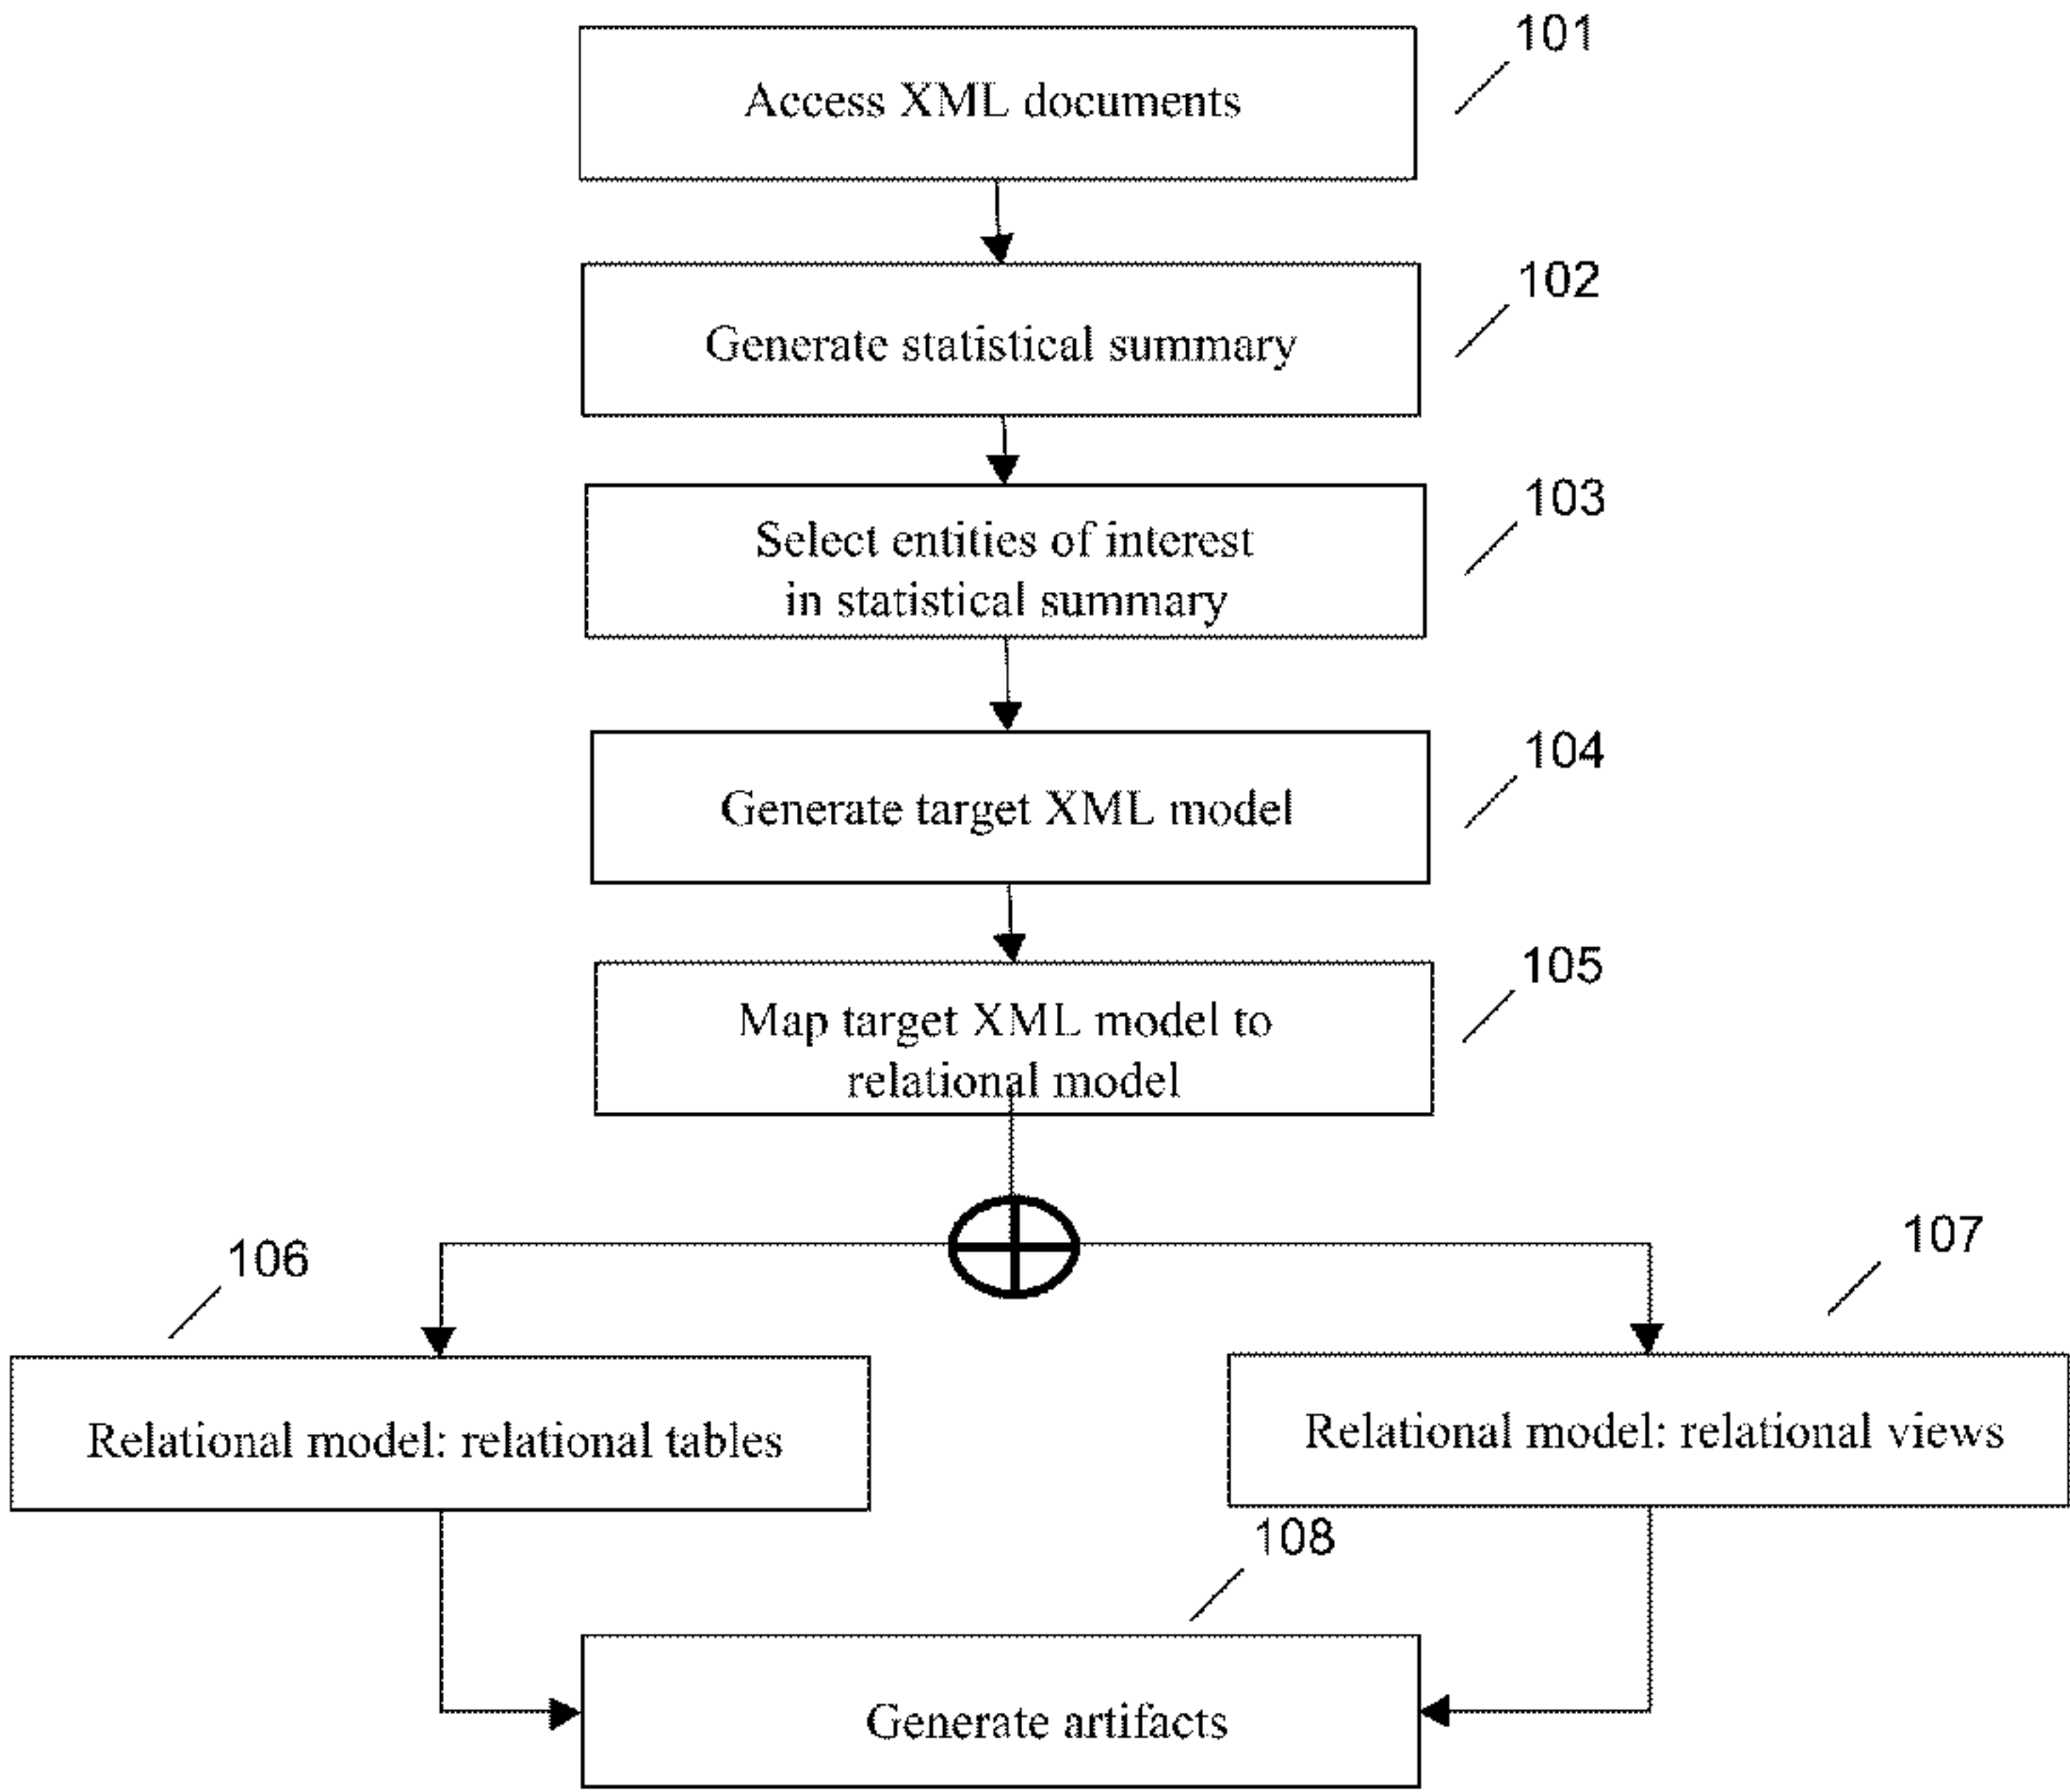 101
Access XML documents
102
Generate statistical summary
103
Select entities of interest
in statistical summary
104
Generate target XML model
105
Map target XML model to
relational model
106
107
Relational model: relational tables
Relational model: relational views
108
Generate artifacts